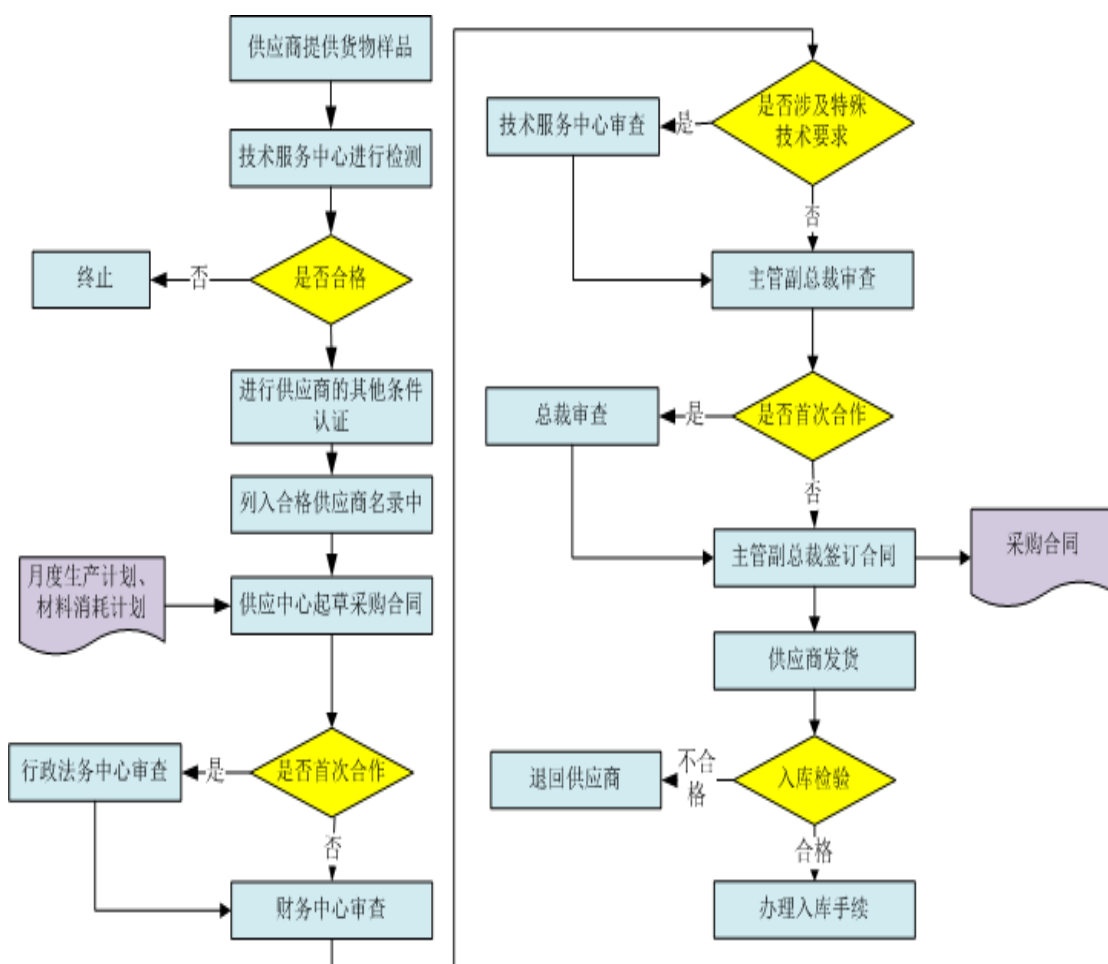 供应商提供货物样品
技术服务中心进行检测
是否合格
否
终止
进行供应商的其他条件
认证
列入合格供应商名录中
月度生产计划、
材料消耗计划
供应中心起草采购合同
是否首次合作
是
行政法务中心审查
否
财务中心审查
是否涉及特殊
技术要求
是
技术服务中心审查
否
主管副总裁审查
是否首次合作
是
总裁审查
否
主管副总裁签订合同
采购合同
供应商发货
入库检验
不合
格
退回供应商
合格
办理入库手续